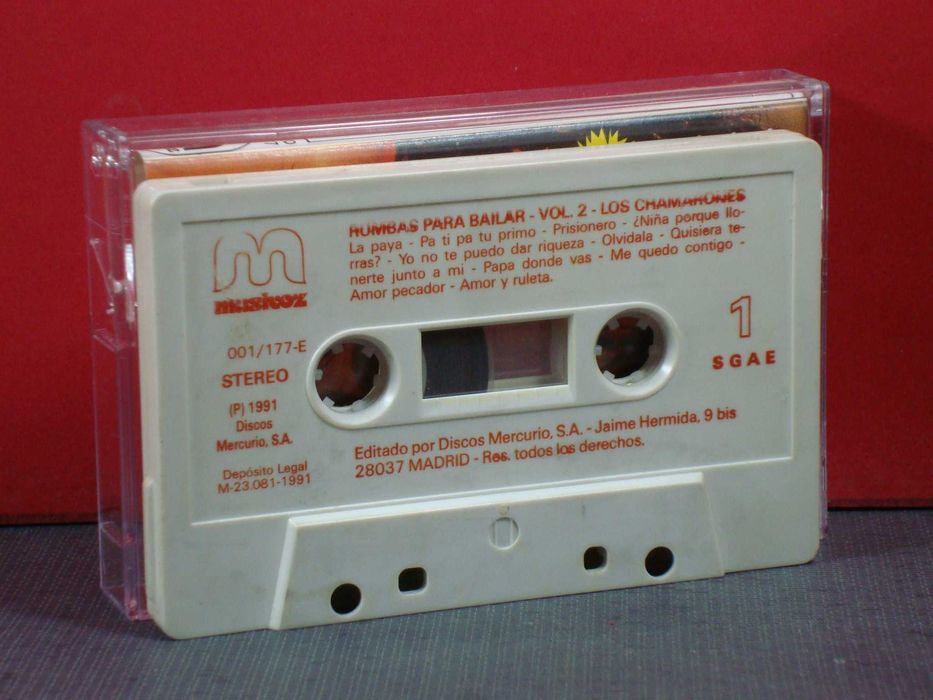 RUMBAS PARA BAILAR - VOL. 2 - LOS CHAMARONES
La paya - Pa ti pa tu primo - Prisionero - ¿Niña porque llo-
rras? - Yo no te puedo dar riqueza - Olvidala - Quisiera te-
nerte junto a mi - Papa donde vas - Me quedo contigo -
Amor pecador - Amor y ruleta.
musicoz
001/177-E
STEREO
(P) 1991
Discos
Mercurio, S.A.
Depósito Legal
M-23.081-1991
1
SGAE
Editado por Discos Mercurio, S.A. - Jaime Hermida, 9 bis
28037 MADRID - Res. todos los derechos.